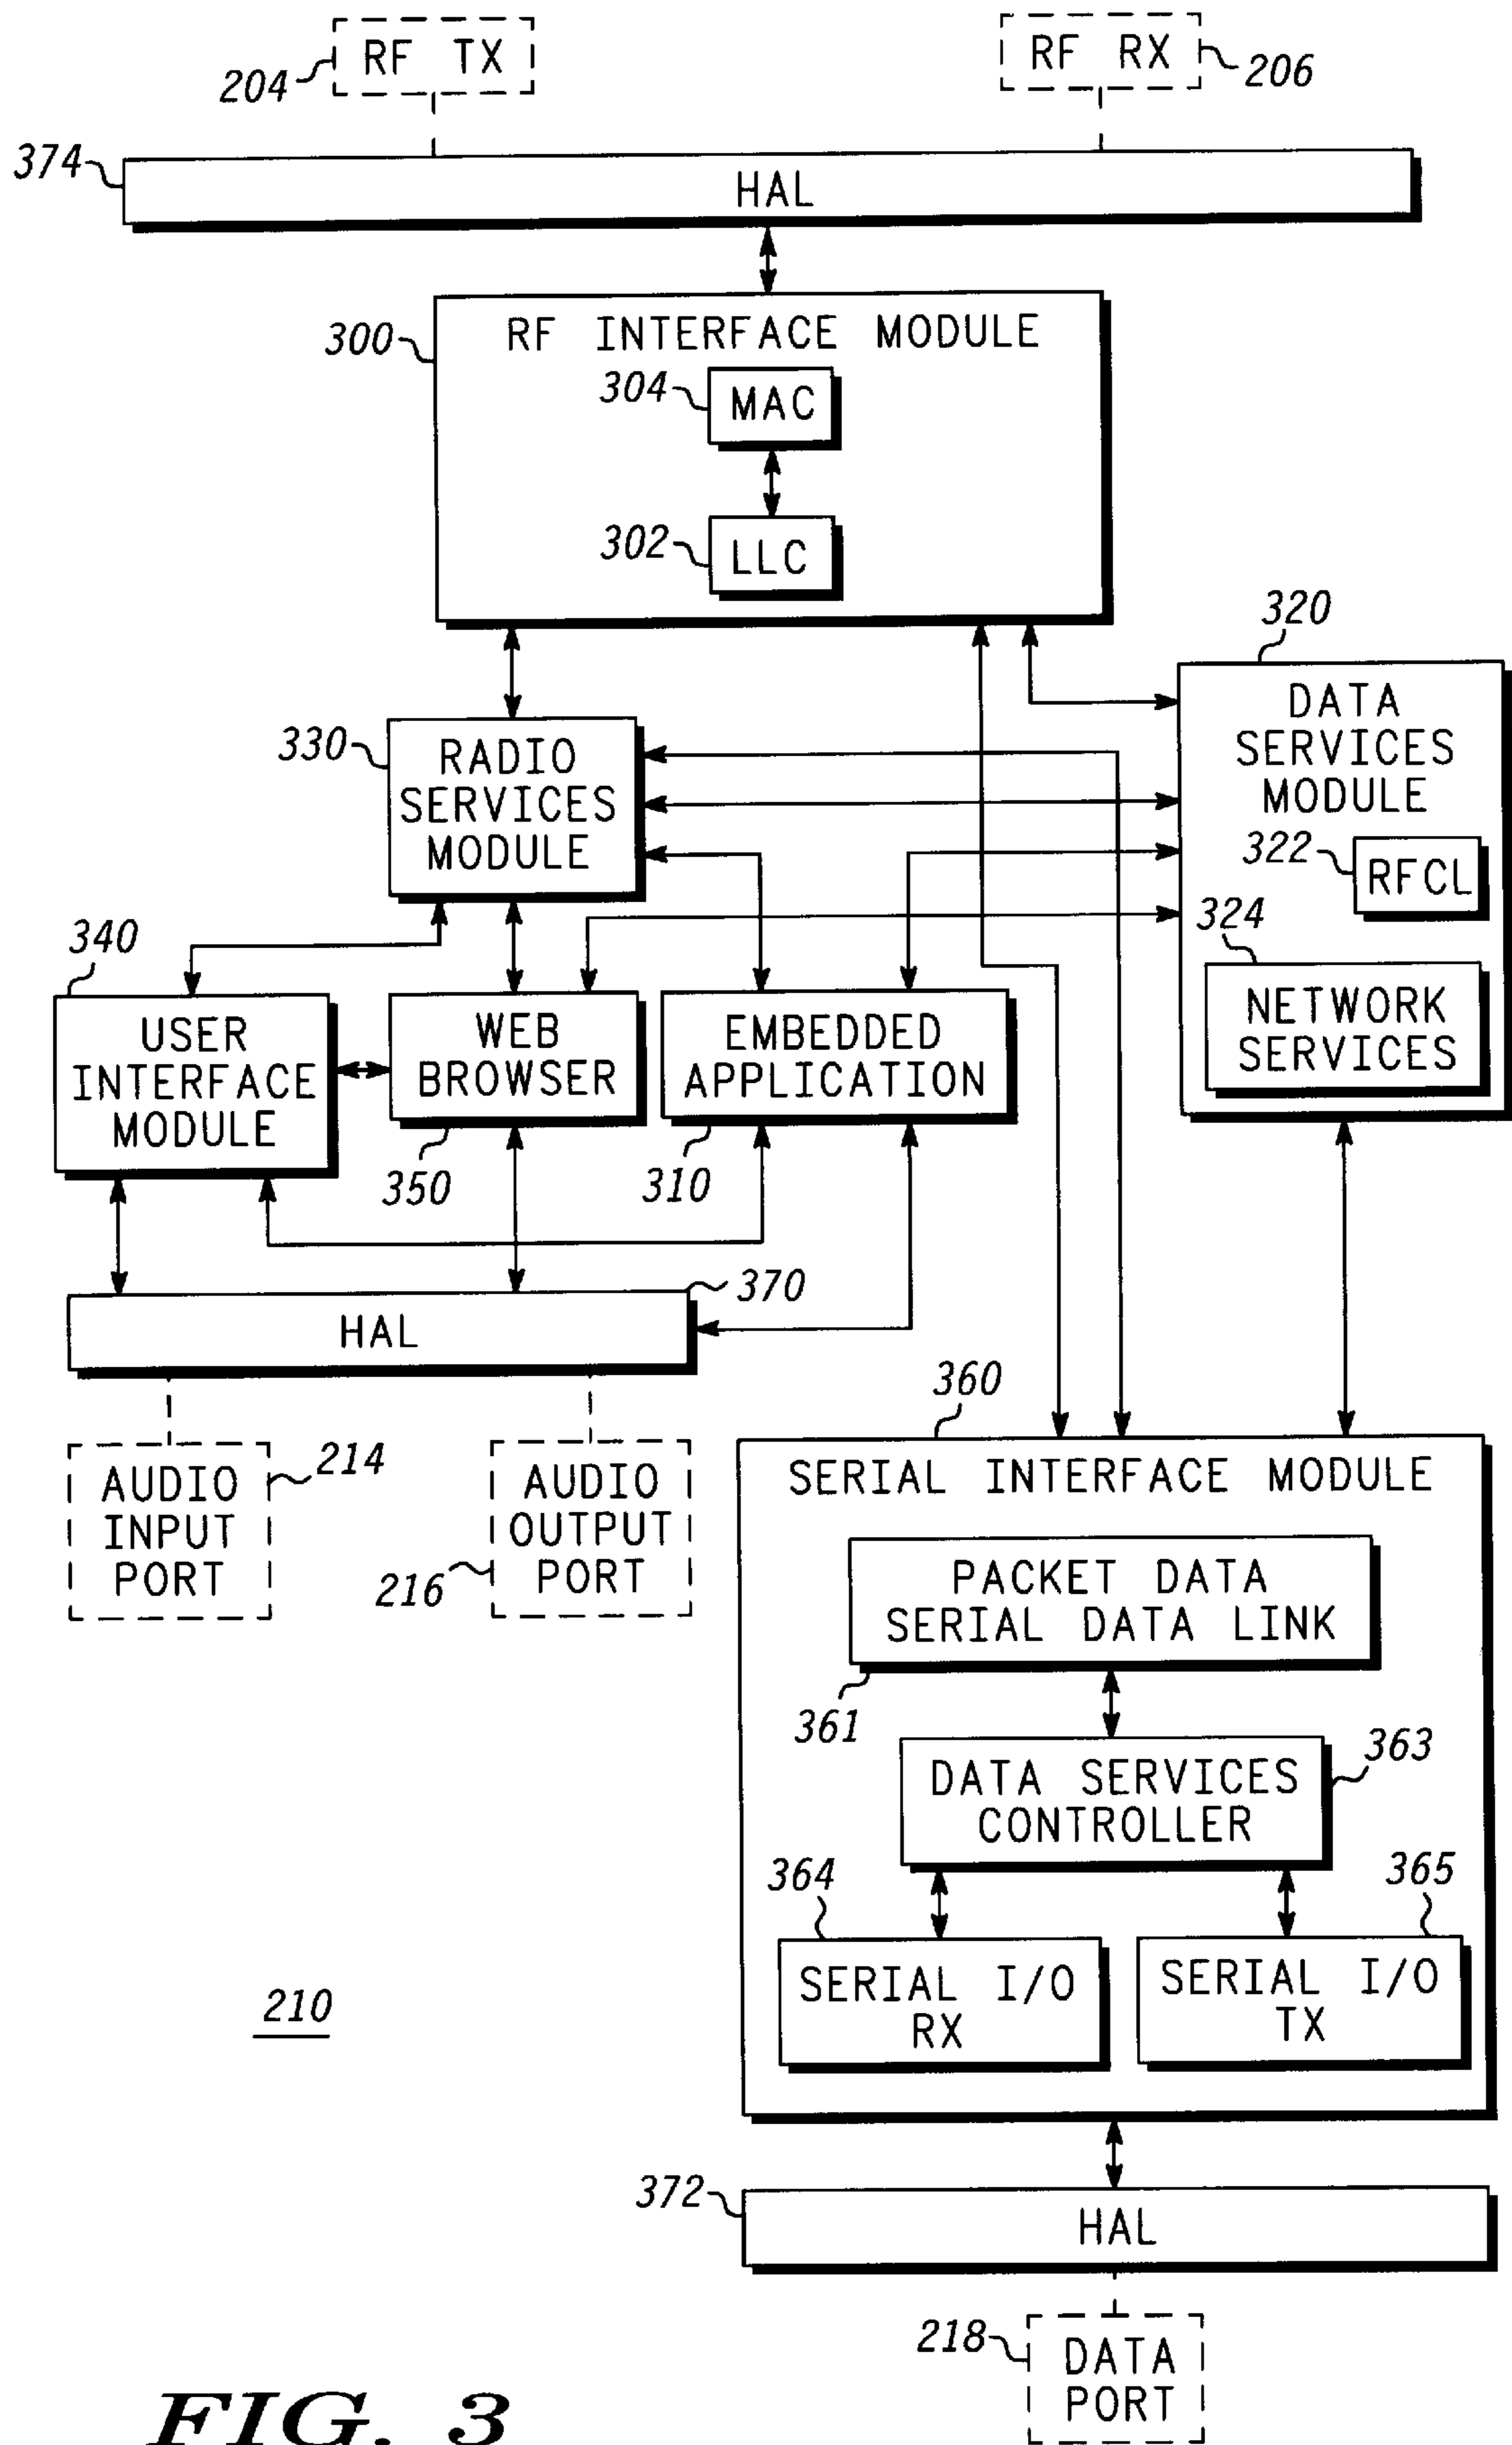 RF TX
204
RF RX
206
374
HAL
300
RF INTERFACE MODULE
304
MAC
302
LLC
320
DATA
SERVICES
MODULE
322
RFCL
324
NETWORK
SERVICES
330
RADIO
SERVICES
MODULE
340
USER
INTERFACE
MODULE
WEB
BROWSER
350
EMBEDDED
APPLICATION
310
370
HAL
AUDIO
INPUT
PORT
214
AUDIO
OUTPUT
PORT
216
360
SERIAL INTERFACE MODULE
PACKET DATA
SERIAL DATA LINK
361
DATA SERVICES
CONTROLLER
363
364
SERIAL I/O
RX
365
SERIAL I/O
TX
210
372
HAL
218
DATA
PORT
FIG. 3